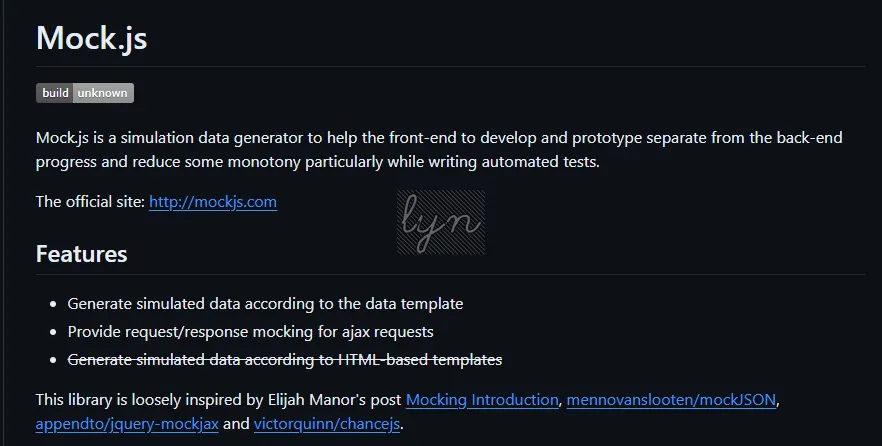 Mock.js
build unknown
Mock.js is a simulation data generator to help the front-end to develop and prototype separate from the back-end
progress and reduce some monotony particularly while writing automated tests.
The official site: http://mockjs.com
lyn
Features
Generate simulated data according to the data template
Provide request/response mocking for ajax requests
Generate simulated data according to HTML-based templates
This library is loosely inspired by Elijah Manor's post Mocking Introduction, mennovanslooten/mockJSON,
appendto/jquery-mockjax and victorquinn/chancejs.